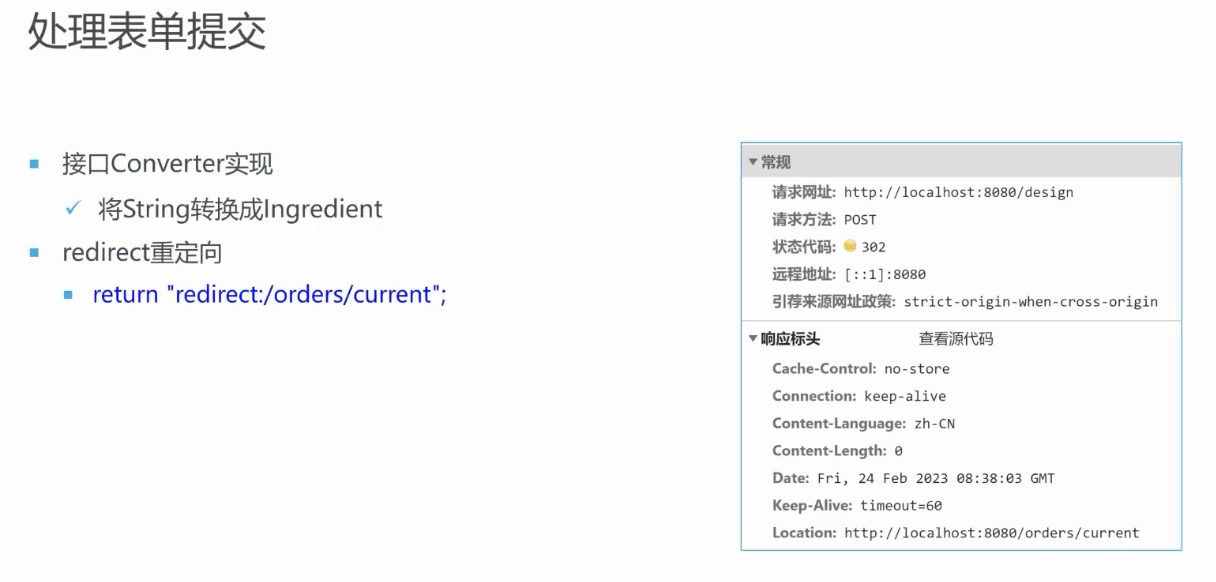 处理表单提交
接口Converter实现
将String转换成Ingredient
redirect重定向
return "redirect:/orders/current";
常规
请求网址: http://localhost:8080/design
请求方法: POST
状态代码: 302
远程地址: [::1]:8080
引荐来源网址政策: strict-origin-when-cross-origin
响应标头 查看源代码
Cache-Control: no-store
Connection: keep-alive
Content-Language: zh-CN
Content-Length: 0
Date: Fri, 24 Feb 2023 08:38:03 GMT
Keep-Alive: timeout=60
Location: http://localhost:8080/orders/current